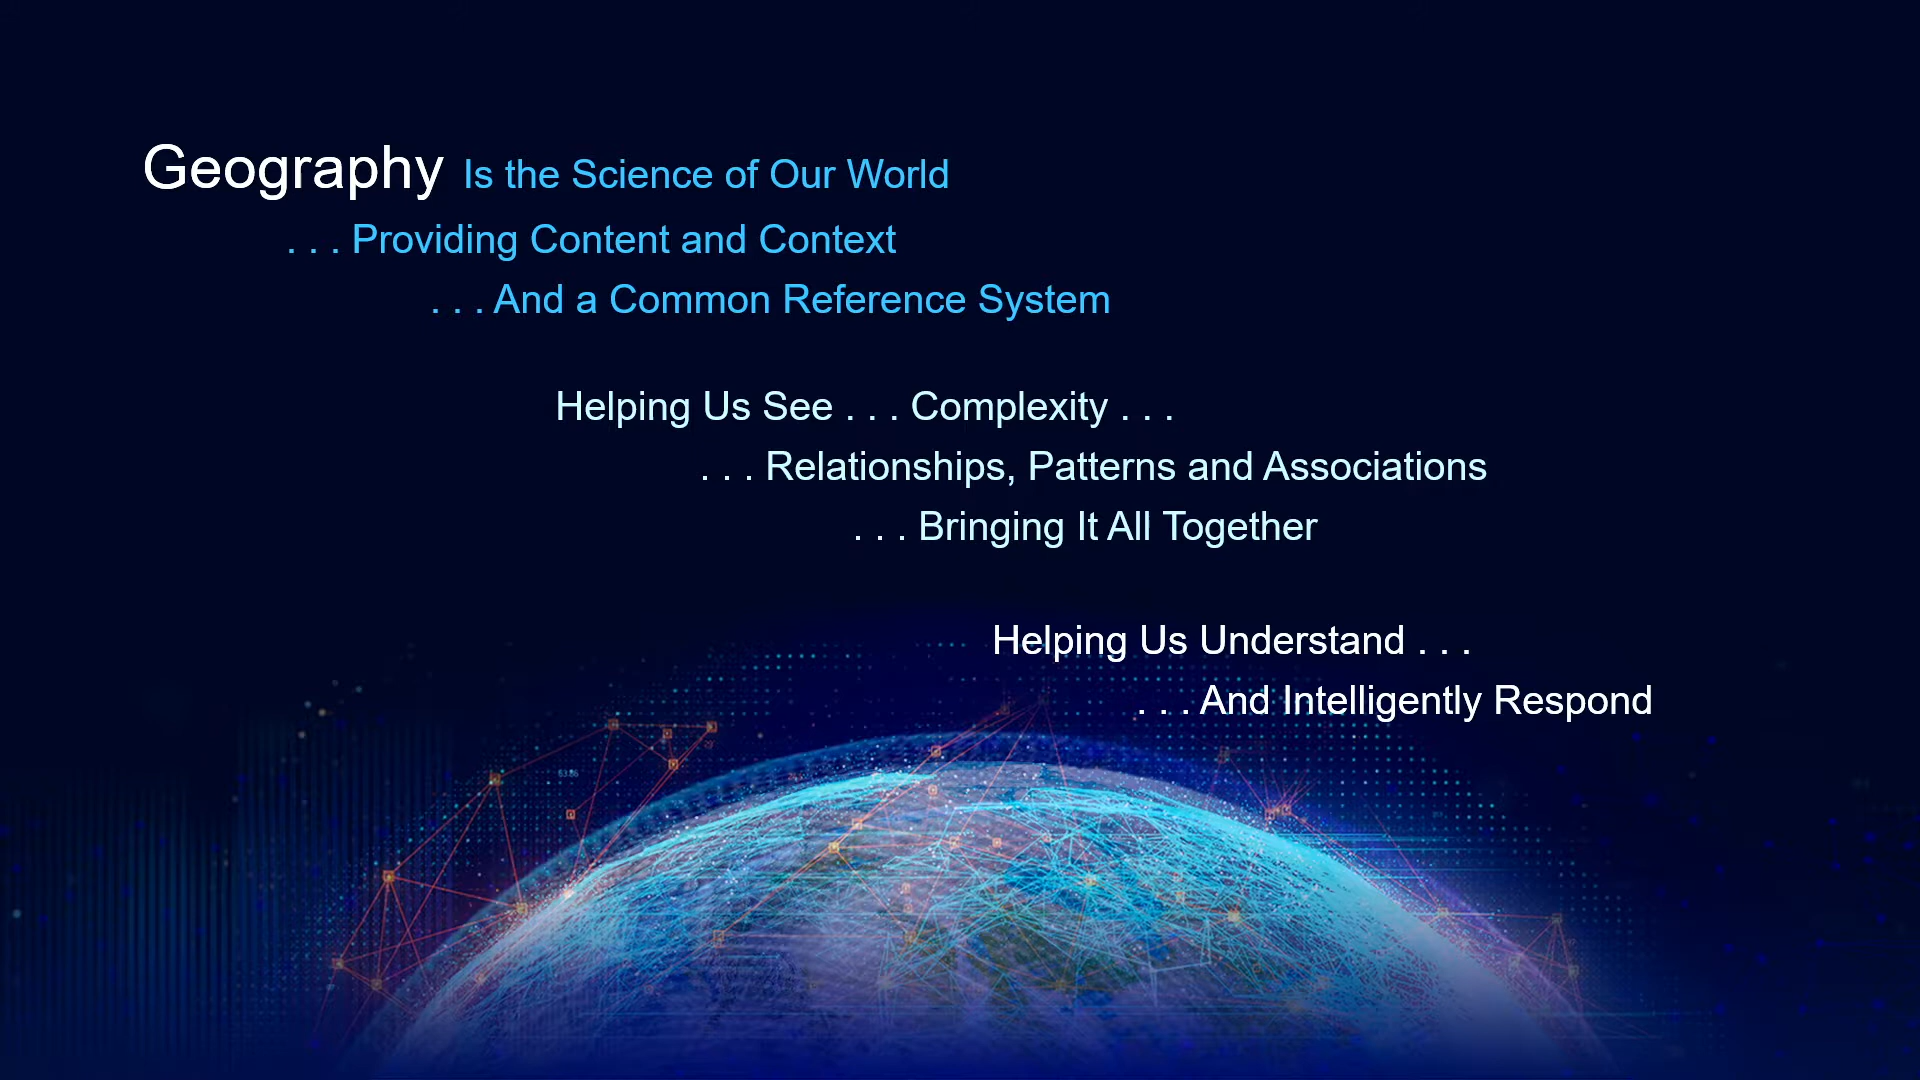 Geography Is the Science of Our World
. . . Providing Content and Context
. . . And a Common Reference System
Helping Us See . . . Complexity . . .
. . . Relationships, Patterns and Associations
. . . Bringing It All Together
Helping Us Understand . . .
. . . And Intelligently Respond